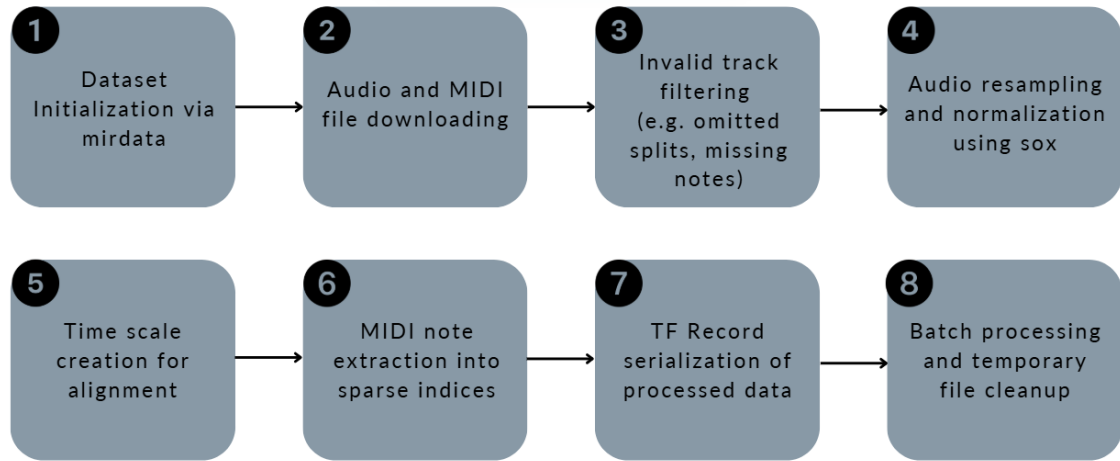 1
Dataset
Initialization via
mirdata
2
Audio and MIDI
file downloading
3
Invalid track
filtering
(e.g. omitted
splits, missing
notes)
4
Audio resampling
and normalization
using sox
5
Time scale
creation for
alignment
6
MIDI note
extraction into
sparse indices
7
TF Record
serialization of
processed data
8
Batch processing
and temporary
file cleanup